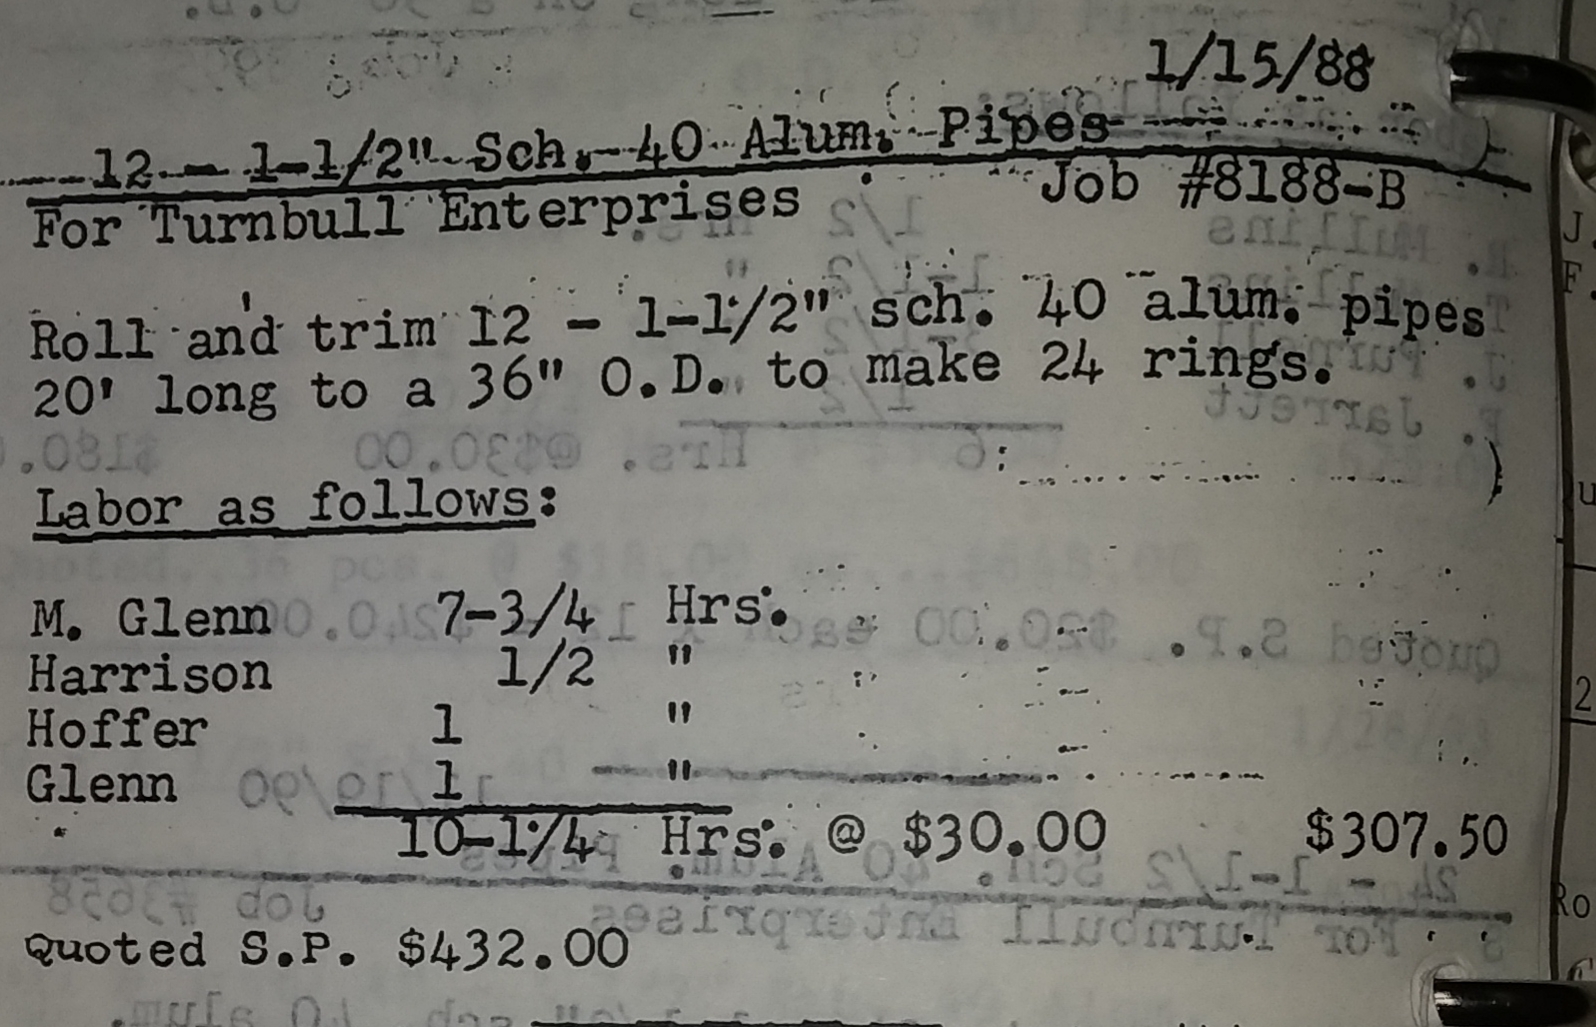 1/15/88
12 - 1-1/2" Sch. 40 Alum. Pipes
For Turnbull Enterprises Job #8188-B
Roll and trim 12 - 1-1/2" sch. 40 alum. pipes
20' long to a 36" O.D. to make 24 rings.
Labor as follows:
M. Glenn 7-3/4 Hrs.
Harrison 1/2 "
Hoffer 1 "
Glenn 1 "
10-1/4 Hrs. @ $30.00 $307.50
Quoted S.P. $432.00